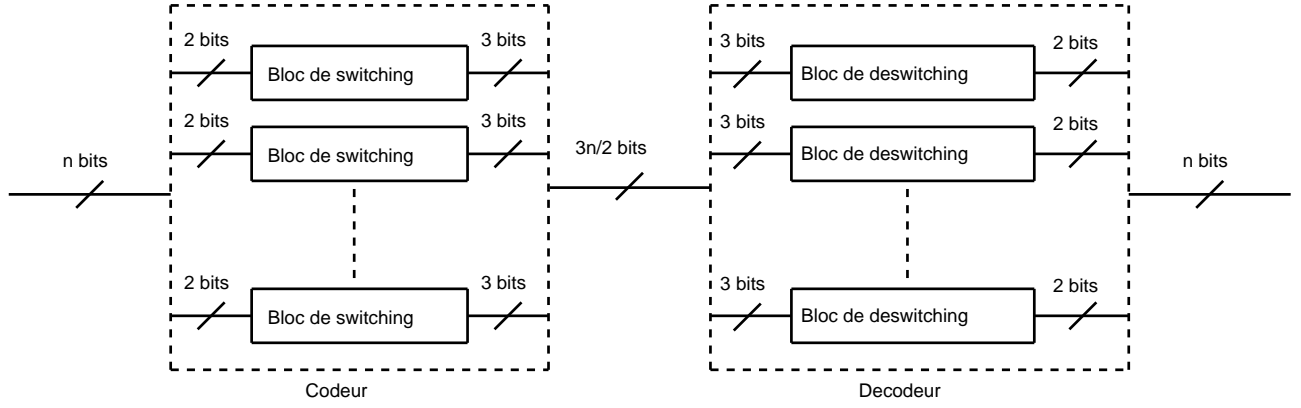 2 bits
3 bits
3 bits
2 bits
Bloc de switching
Bloc de deswitching
2 bits
3 bits
3 bits
2 bits
Bloc de switching
Bloc de deswitching
n bits
3n/2 bits
n bits
2 bits
3 bits
3 bits
2 bits
Bloc de switching
Bloc de deswitching
Codeur
Decodeur